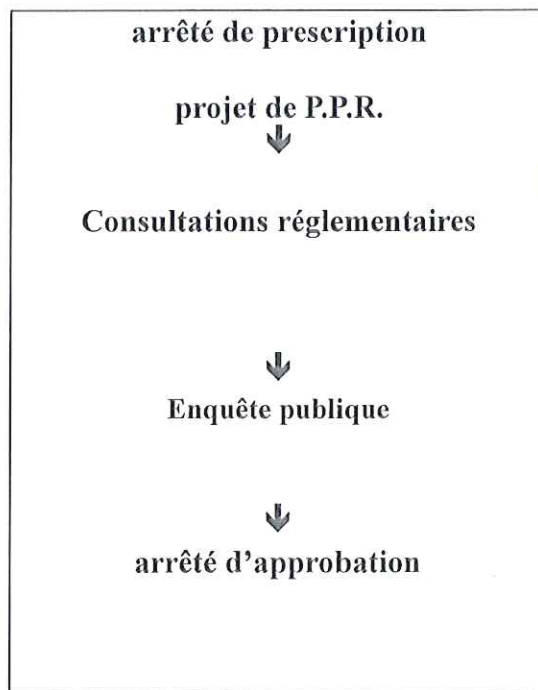 arrêté de prescription
projet de P.P.R.
Consultations réglementaires
Enquête publique
arrêté d'approbation